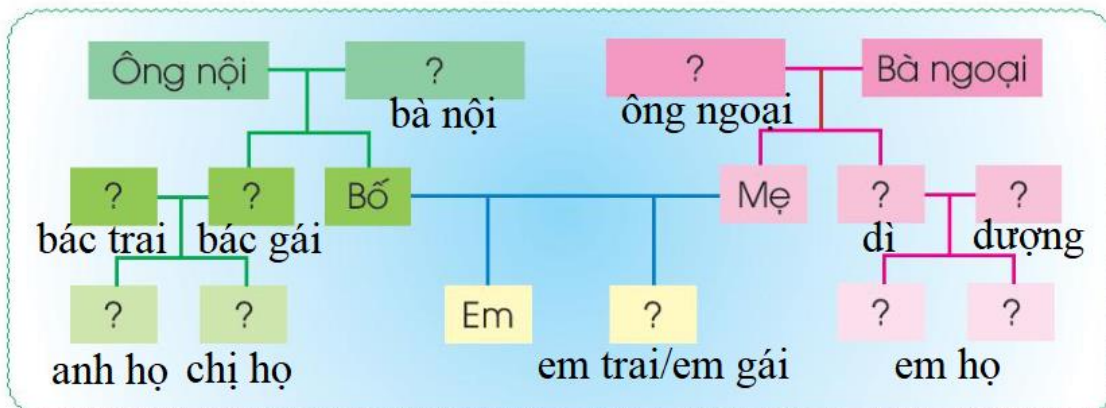 Ông nội ? ? Bà ngoại
bà nội ông ngoại
? ? Bố Mẹ ? ?
bác trai bác gái dì dượng
? ? Em ? ? ?
anh họ chị họ em trai/em gái em họ